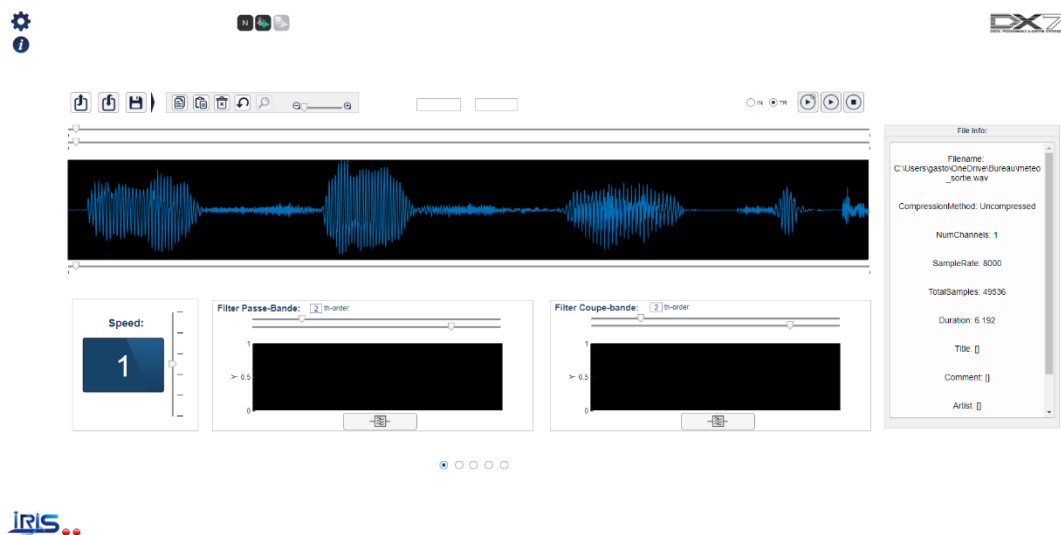 N
DX7
IN TR
File Info:
Filename:
C:\Users\gasto\OneDrive\Bureau\meteo
_sortie.wav
CompressionMethod: Uncompressed
NumChannels: 1
SampleRate: 8000
TotalSamples: 49536
Duration: 6.192
Title: []
Comment: []
Artist: []
Speed:
1
Filter Passe-Bande: 2 th-order
1
Y 0.5
0
Filter Coupe-bande: 2 th-order
1
Y 0.5
0
iRIS